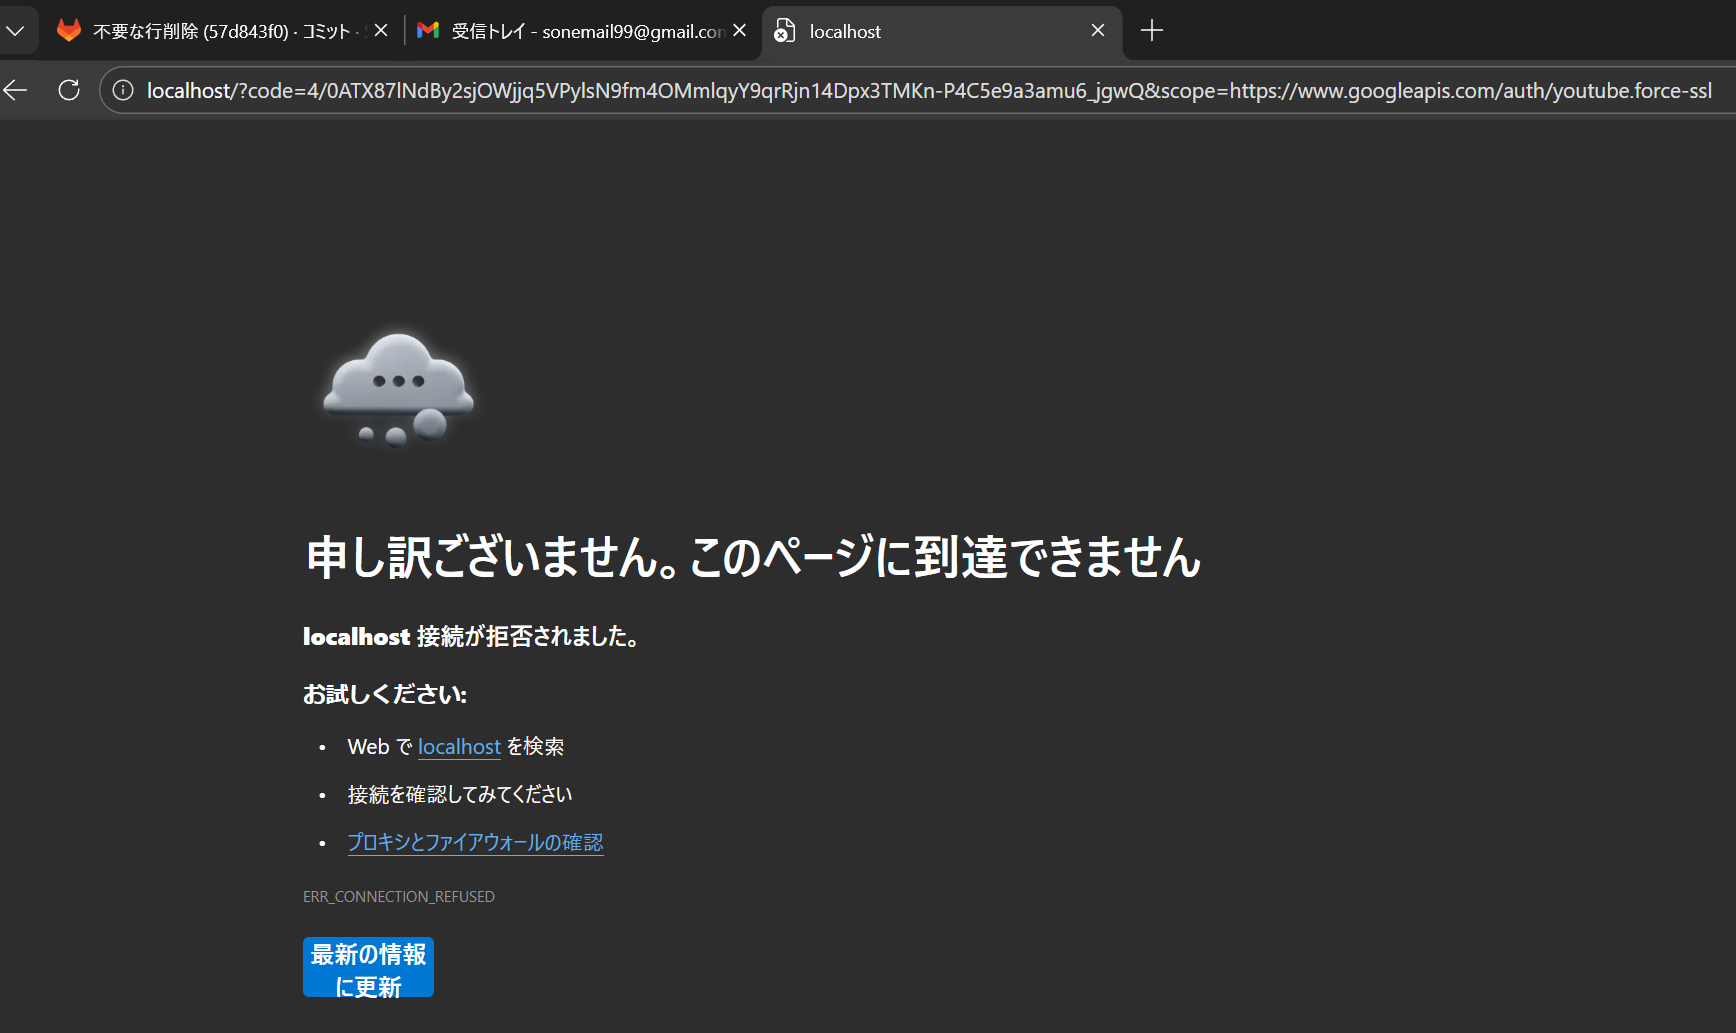 不要な行削除 (57d843f0) · コミット ·
受信トレイ - sonemail99@gmail.con
localhost
localhost/?code=4/0ATX87lNdBy2sjOWjjq5VPylsN9fm4OMmlqyY9qrRjn14Dpx3TMKn-P4C5e9a3amu6_jgwQ&scope=https://www.googleapis.com/auth/youtube.force-ssl
申し訳ございません。このページに到達できません
localhost 接続が拒否されました。
お試しください:
• Web で localhost を検索
• 接続を確認してみてください
• プロキシとファイアウォールの確認
ERR_CONNECTION_REFUSED
最新の情報
に更新